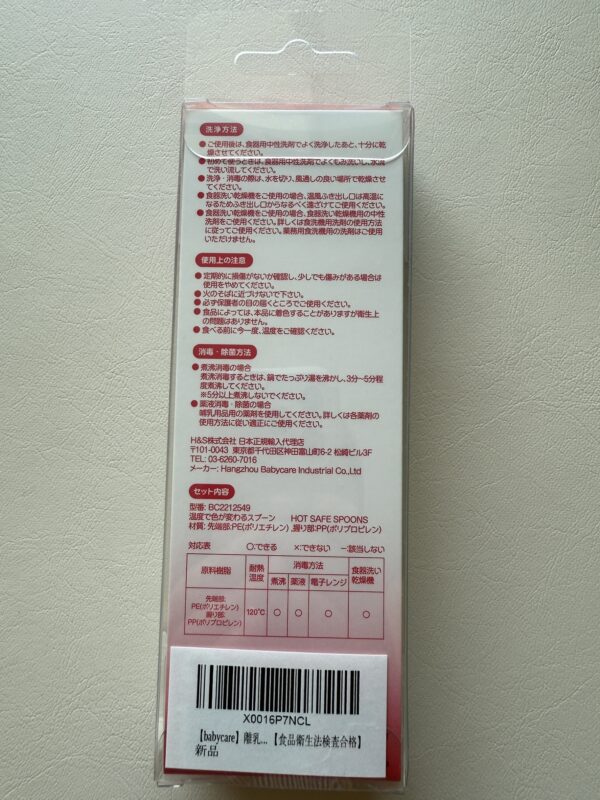 洗浄方法
●ご使用後は、食器用中性洗剤でよく洗浄したあと、十分に乾
燥させてください。
●初めて使うときは、食器用中性洗剤でよくもみ洗いし、水流
で洗い流してください。
●洗浄・消毒の際は、水を切り、風通しの良い場所で乾燥させ
てください。
●食器洗い乾燥機をご使用の場合、温風ふき出し口は高温に
なるためふき出し口からなるべく遠ざけてご使用ください。
●食器洗い乾燥機をご使用の場合、食器洗い乾燥機用の中性
洗剤をご使用ください。詳しくは食洗機用洗剤の使用方法
に従ってご使用ください。業務用食洗機用の洗剤はご使用
いただけません。
使用上の注意
●定期的に損傷がないか確認し、少しでも傷みがある場合は
使用をやめてください。
●火のそばに近づけないで下さい。
●必ず保護者の目の届くところでご使用ください。
●食品によっては、本品に着色することがありますが衛生上
の問題はありません。
●食べる前に今一度、温度をご確認ください。
消毒・除菌方法
●煮沸消毒の場合
煮沸消毒するときは、鍋でたっぷり湯を沸かし、3分~5分程
度煮沸してください。
※5分以上煮沸しないでください。
●薬液消毒・除菌の場合
哺乳用品用の薬剤を使用してください。詳しくは各薬剤の
使用方法に従い適正にご使用ください。
H&S株式会社 日本正規輸入代理店
〒101-0043 東京都千代田区神田富山町6-2 松崎ビル3F
TEL: 03-6260-7016
メーカー: Hangzhou Babycare Industrial Co.,Ltd
セット内容
型番: BC2212549
温度で色が変わるスプーン HOT SAFE SPOONS
材質: 先端部:PE(ポリエチレン) ,握り部:PP(ポリプロピレン)
対応表 ○:できる ×:できない −:該当しない
原料樹脂 耐熱温度 消毒方法 食器洗い乾燥機
煮沸 薬液 電子レンジ
先端部:
PE(ポリエチレン)
握り部:
PP(ポリプロピレン)
120℃ ○ ○ ○ ○
X0016P7NCL
【babycare】離乳...【食品衛生法検査合格】
新品